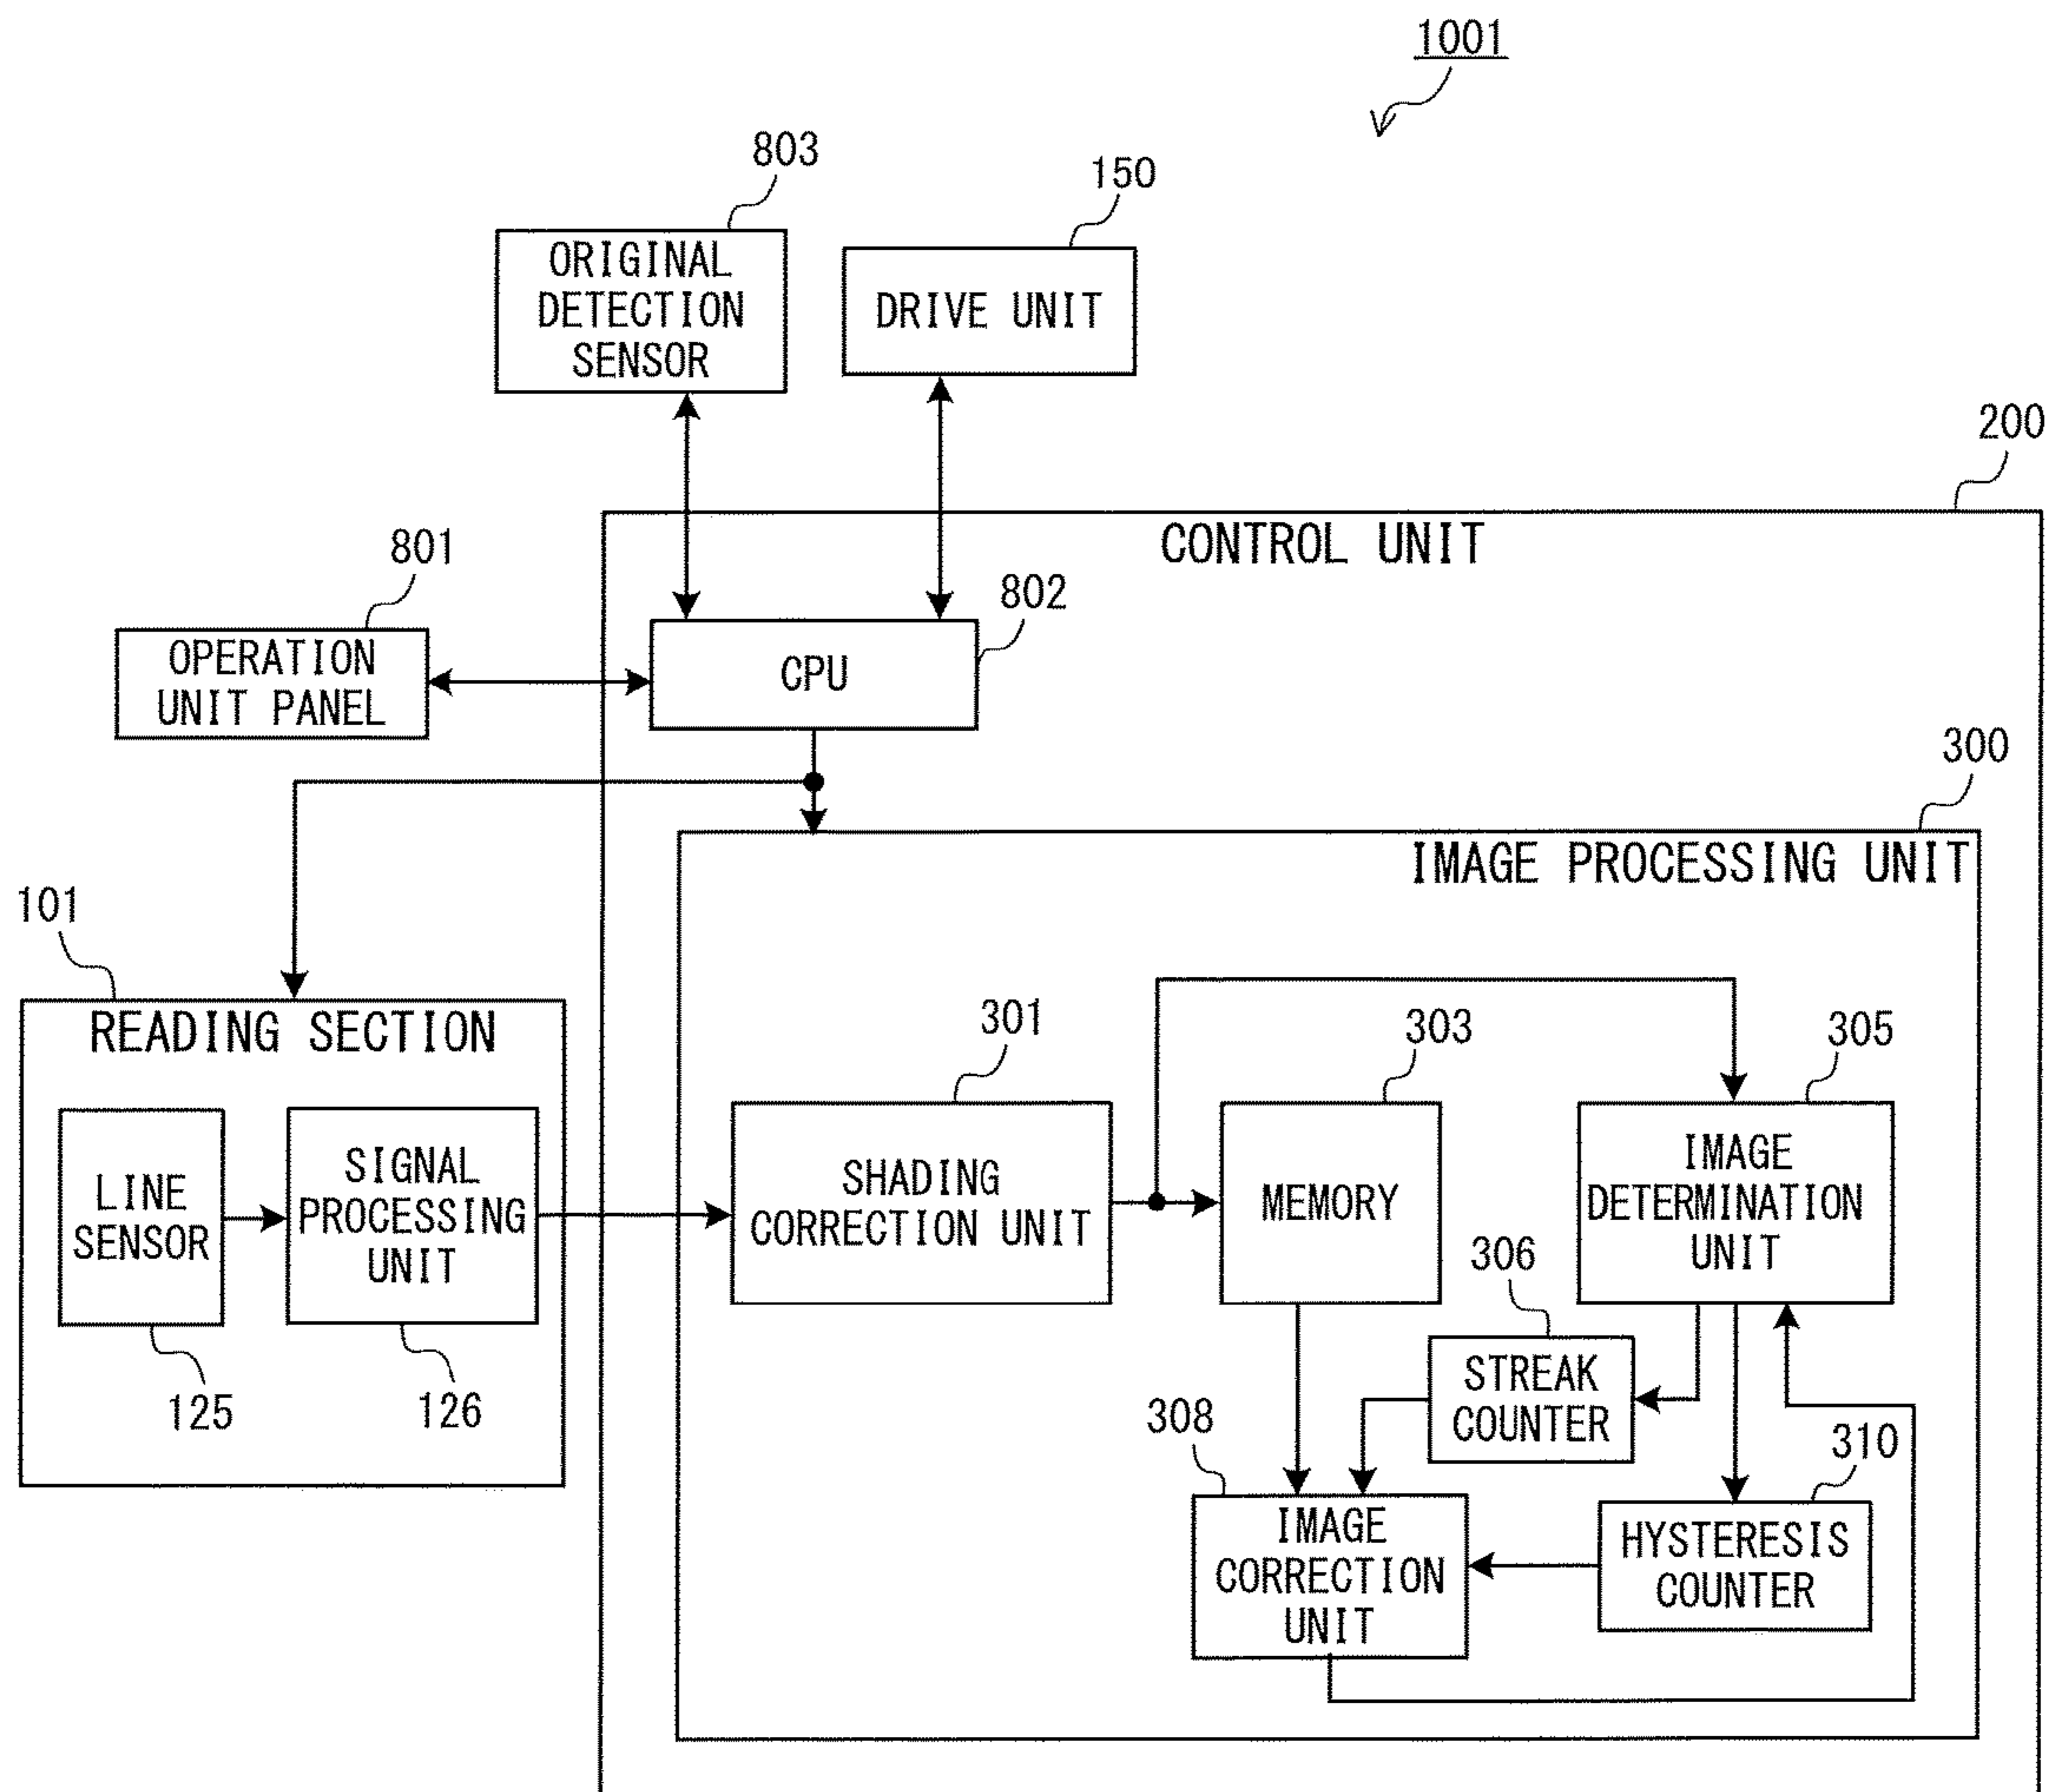 1001
803
150
ORIGINAL
DETECTION
SENSOR
DRIVE UNIT
200
CONTROL UNIT
801
802
OPERATION
UNIT PANEL
CPU
300
IMAGE PROCESSING UNIT
101
READING SECTION
301
303
305
LINE
SENSOR
SIGNAL
PROCESSING
UNIT
SHADING
CORRECTION UNIT
MEMORY
IMAGE
DETERMINATION
UNIT
306
125
126
STREAK
COUNTER
308
310
IMAGE
CORRECTION
UNIT
HYSTERESIS
COUNTER